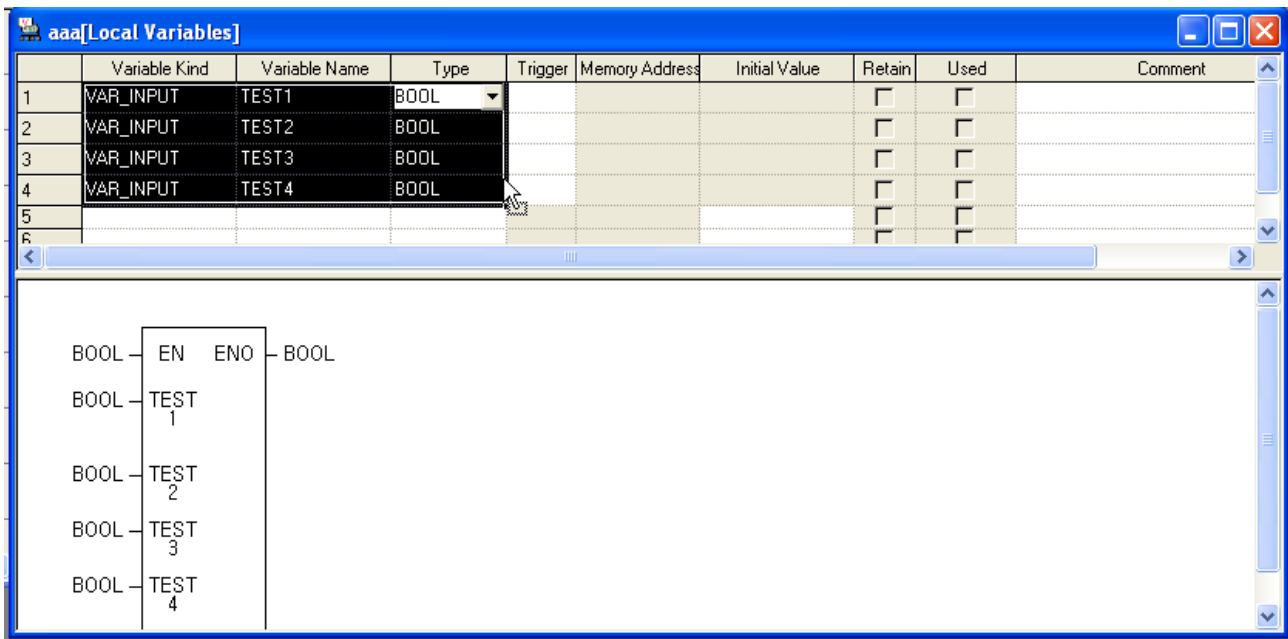 aaa[Local Variables]
Variable Kind Variable Name Type Trigger Memory Address Initial Value Retain Used Comment
1 VAR_INPUT TEST1 BOOL
2 VAR_INPUT TEST2 BOOL
3 VAR_INPUT TEST3 BOOL
4 VAR_INPUT TEST4 BOOL
5
6
BOOL EN ENO BOOL
BOOL TEST
1
BOOL TEST
2
BOOL TEST
3
BOOL TEST
4